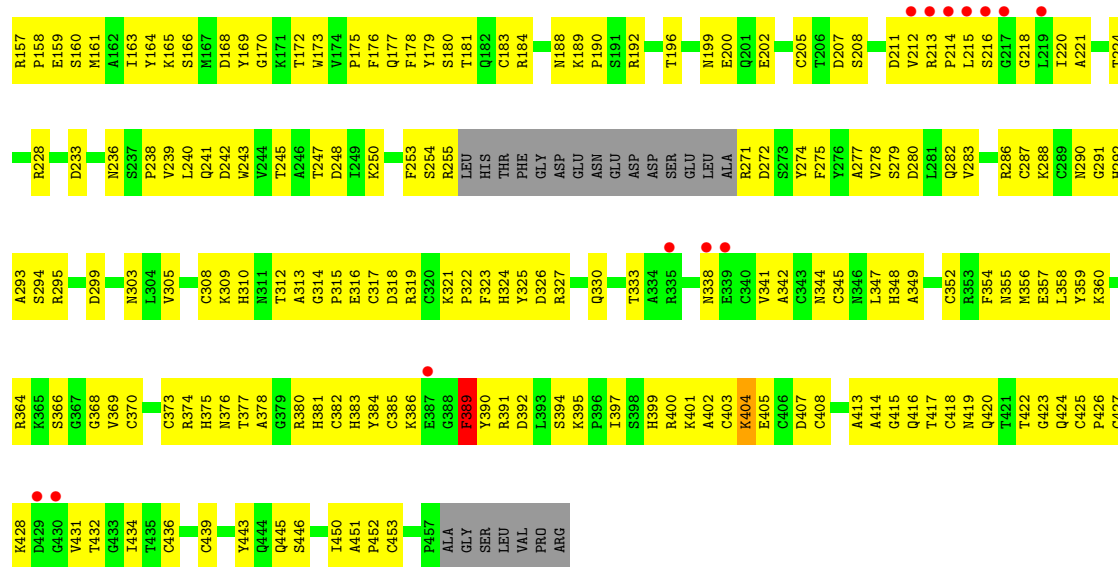 R157 P158 E159 S160 M161 A162 I163 Y164 K165 S166 M167 D168 Y169 G170 K171 T172 W173 V174 P175 F176 Q177 F178 Y179 S180 T181 Q182 C183 R184 N188 K189 P190 S191 R192 T196 N199 E200 Q201 E202 C205 T206 D207 S208 D211 V212 R213 P214 L215 S216 G217 G218 L219 I220 A221 T224
R228 D233 N236 S237 P238 V239 L240 Q241 D242 W243 V244 T245 A246 T247 D248 I249 K250 F253 S254 R255 LEU HIS THR PHE GLY ASP GLU ASN GLU ASP ASP SER GLU LEU ALA R271 D272 S273 Y274 F275 Y276 A277 V278 S279 D280 L281 Q282 V283 R286 C287 K288 C289 N290 G291 H292
A293 S294 R295 D299 N303 L304 V305 C308 K309 H310 N311 T312 A313 G314 P315 E316 C317 D318 R319 C320 K321 P322 F323 H324 Y325 D326 R327 Q330 T333 A334 R335 N338 E339 C340 V341 A342 C343 N344 C345 N346 L347 H348 A349 C352 R353 F354 N355 M356 E357 L358 Y359 K360
R364 K365 S366 G367 G368 V369 C370 C373 R374 H375 N376 T377 A378 G379 R380 H381 C382 H383 Y384 C385 K386 E387 G388 F389 Y390 R391 D392 L393 S394 K395 P396 I397 S398 H399 R400 K401 A402 C403 K404 E405 C406 D407 C408 A413 A414 G415 Q416 T417 C418 N419 Q420 T421 T422 G423 Q424 C425 P426 C427
K428 D429 G430 V431 T432 G433 I434 T435 C436 C439 Y443 Q444 Q445 S446 I450 A451 P452 C453 P457 ALA GLY SER LEU VAL PRO ARG